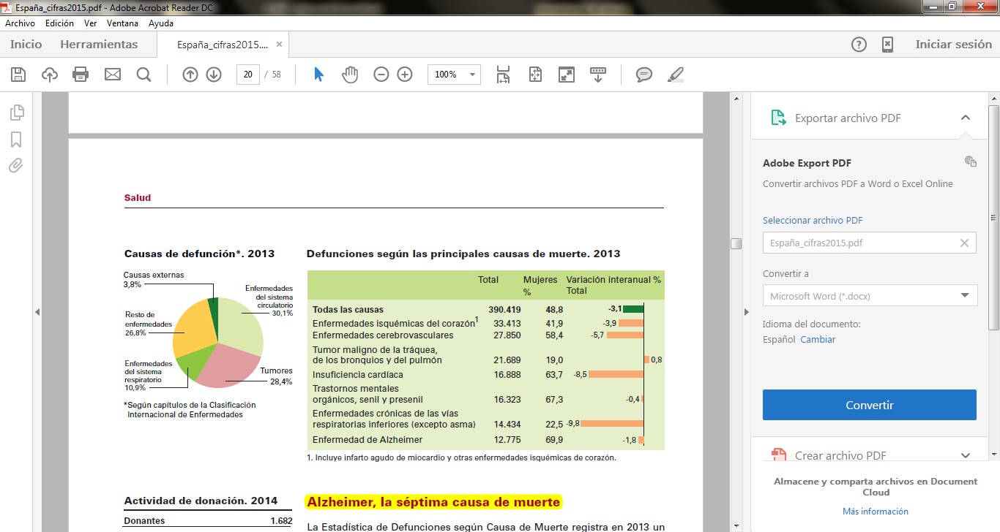 España_cifras2015.pdf - Adobe Acrobat Reader DC
Archivo Edición Ver Ventana Ayuda
Inicio Herramientas España_cifras2015.... × Iniciar sesión
20 / 58 100%
Salud
Causas de defunción*. 2013
Causas externas
3,8%
Enfermedades
del sistema
circulatorio
30,1%
Resto de
enfermedades
26,8%
Enfermedades
del sistema
respiratorio
10,9%
Tumores
28,4%
*Según capítulos de la Clasificación
Internacional de Enfermedades
Defunciones según las principales causas de muerte. 2013
Total Mujeres Variación interanual %
% Total
Todas las causas 390.419 48,8 -3,1
Enfermedades isquémicas del corazón1 33.413 41,9 -3,9
Enfermedades cerebrovasculares 27.850 58,4 -5,7
Tumor maligno de la tráquea,
de los bronquios y del pulmón 21.689 19,0 0,8
Insuficiencia cardíaca 16.888 63,7 -8,5
Trastornos mentales
orgánicos, senil y presenil 16.323 67,3 -0,4
Enfermedades crónicas de las vías
respiratorias inferiores (excepto asma) 14.434 22,5 -9,8
Enfermedad de Alzheimer 12.775 69,9 -1,8
1. Incluye infarto agudo de miocardio y otras enfermedades isquémicas de corazón.
Actividad de donación. 2014
Donantes 1.682
Alzheimer, la séptima causa de muerte
La Estadística de Defunciones según Causa de Muerte registra en 2013 un
Exportar archivo PDF
Adobe Export PDF
Convertir archivos PDF a Word o Excel Online
Seleccionar archivo PDF
España_cifras2015.pdf
Convertir a
Microsoft Word (*.docx)
Idioma del documento:
Español Cambiar
Convertir
Crear archivo PDF
Almacene y comparta archivos en Document
Cloud
Más información